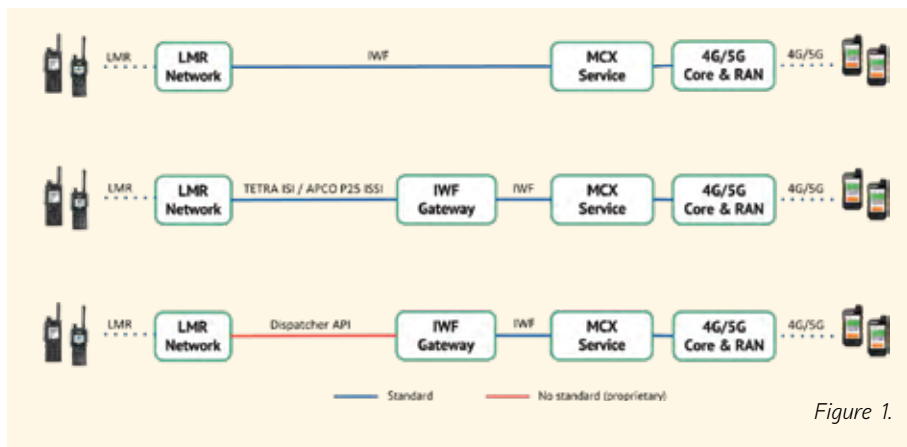 LMR
LMR Network
IWF
MCX Service
4G/5G Core & RAN
4G/5G
LMR
LMR Network
TETRA ISI / APCO P25 ISSI
IWF Gateway
IWF
MCX Service
4G/5G Core & RAN
4G/5G
LMR
LMR Network
Dispatcher API
IWF Gateway
IWF
MCX Service
4G/5G Core & RAN
4G/5G
Standard
No standard (proprietary)
Figure 1.